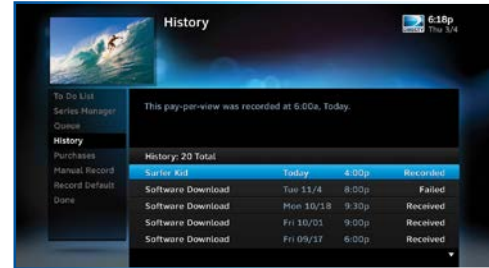 History
6:18p
Thu 3/4
To Do List
Series Manager
Queue
History
Purchases
Manual Record
Record Default
Done
This pay-per-view was recorded at 6:00a, Today.
History: 20 Total
Surfer Kid Today 4:00p Recorded
Software Download Tue 11/4 8:00p Failed
Software Download Mon 10/18 9:30p Received
Software Download Fri 10/01 9:00p Received
Software Download Fri 09/17 6:00p Received